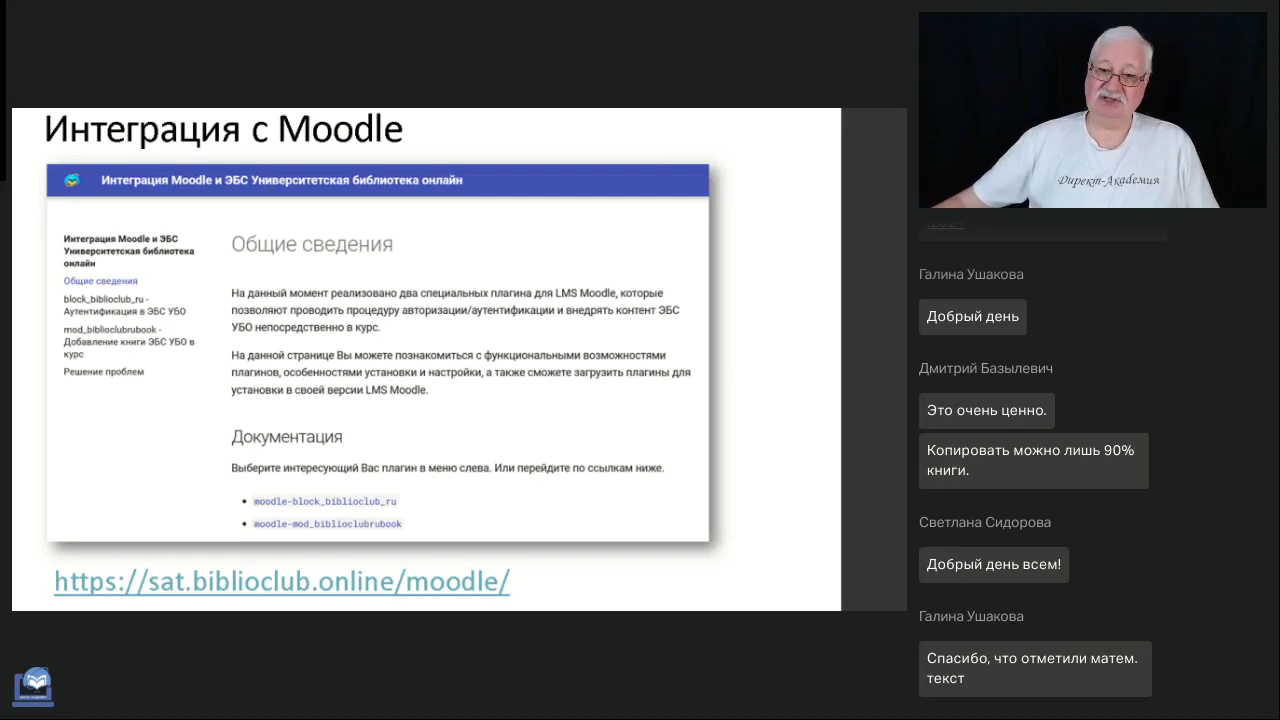 Интеграция с Moodle
Интеграция Moodle и ЭБС Университетская библиотека онлайн
Интеграция Moodle и ЭБС
Университетская библиотека
онлайн
Общие сведения
block_biblioclub_ru -
Аутентификация в ЭБС УБО
mod_biblioclubrubook -
Добавление книги ЭБС УБО в
курс
Решение проблем
Общие сведения
На данный момент реализовано два специальных плагина для LMS Moodle, которые
позволяют проводить процедуру авторизации/аутентификации и внедрять контент ЭБС
УБО непосредственно в курс.
На данной странице Вы можете познакомиться с функциональными возможностями
плагинов, особенностями установки и настройки, а также сможете загрузить плагины для
установки в своей версии LMS Moodle.
Документация
Выберите интересующий Вас плагин в меню слева. Или перейдите по ссылкам ниже.
moodle-block_biblioclub_ru
moodle-mod_biblioclubrubook
https://sat.biblioclub.online/moodle/
Директ-Академия
Галина Ушакова
Добрый день
Дмитрий Базылевич
Это очень ценно.
Копировать можно лишь 90%
книги.
Светлана Сидорова
Добрый день всем!
Галина Ушакова
Спасибо, что отметили матем.
текст